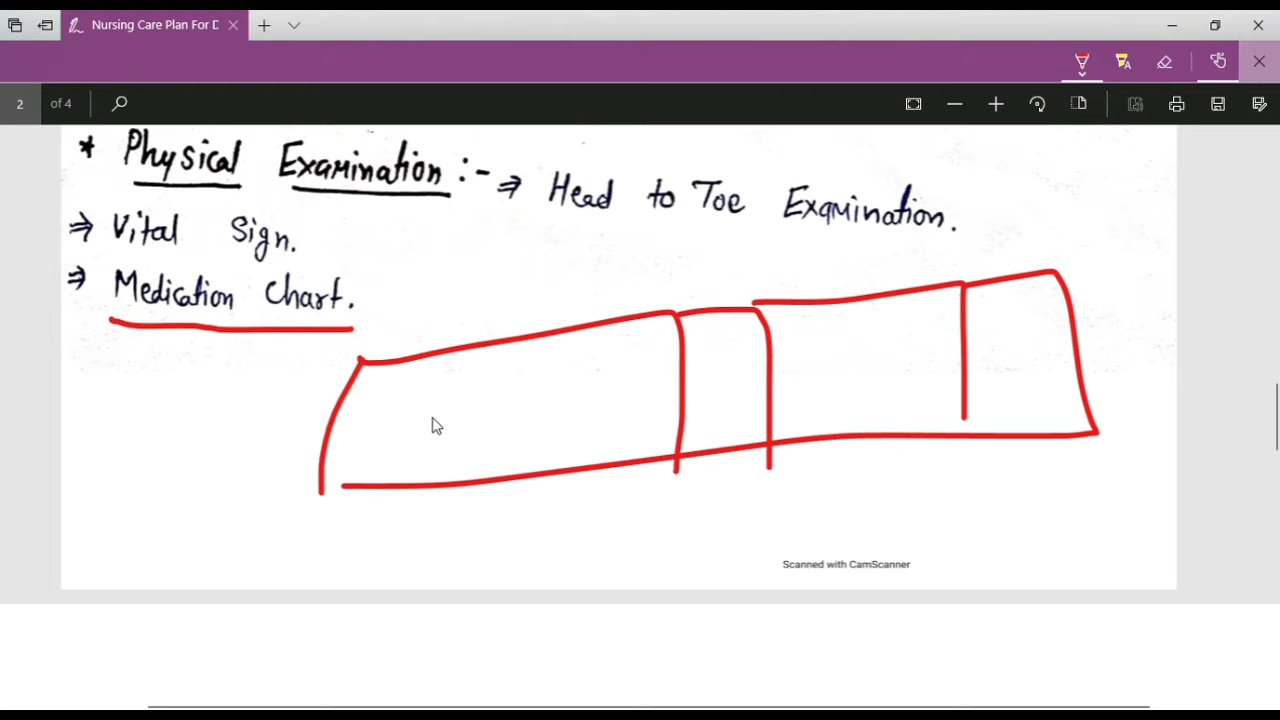 Nursing Care Plan For D
2 of 4
* Physical Examination :- ⇒ Head to Toe Examination.
⇒ Vital Sign.
⇒ Medication Chart.
Scanned with CamScanner